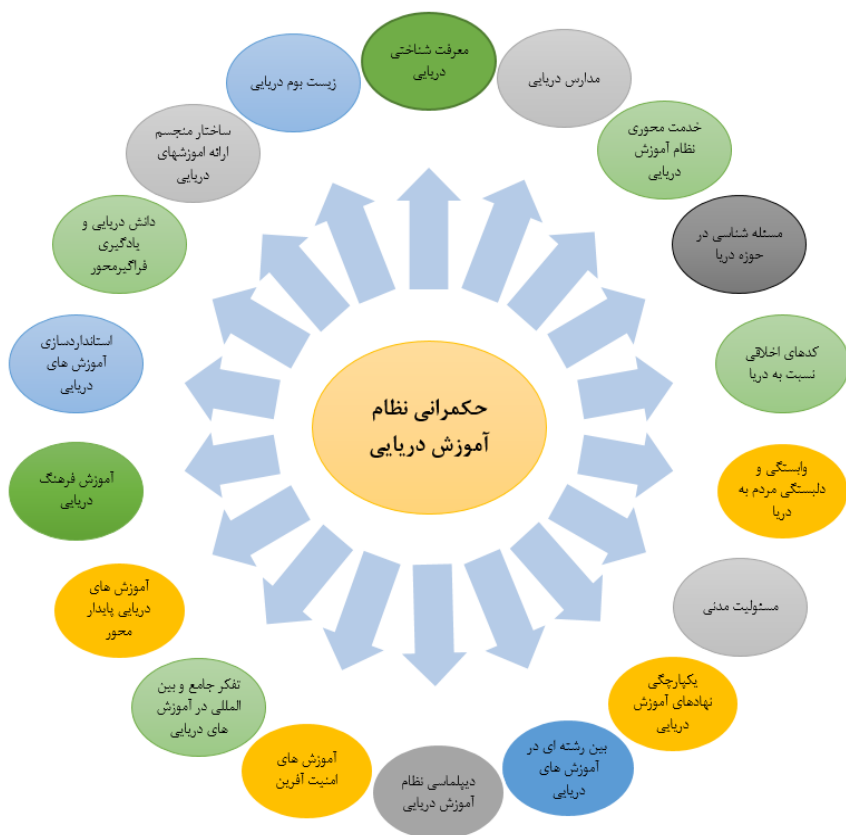 معرفت شناختی
دریایی
مدارس دریایی
خدمت محوری
نظام آموزش
دریایی
مسئله شناسی در
حوزه دریا
کدهای اخلاقی
نسبت به دریا
وابستگی و
دلبستگی مردم به
دریا
مسئولیت مدنی
یکپارچگی
نهادهای آموزش
دریایی
بین رشته ای در
آموزش های
دریایی
دیپلماسی نظام
آموزش دریایی
آموزش های
امنیت آفرین
تفکر جامع و بین
المللی در آموزش
های دریایی
آموزش های
دریایی پایدار
محور
آموزش فرهنگ
دریایی
استانداردسازی
آموزش های
دریایی
دانش دریایی و
یادگیری
فراگیرمحور
ساختار منجسم
ارائه اموزشهای
دریایی
زیست بوم دریایی
حکمرانی نظام
آموزش دریایی